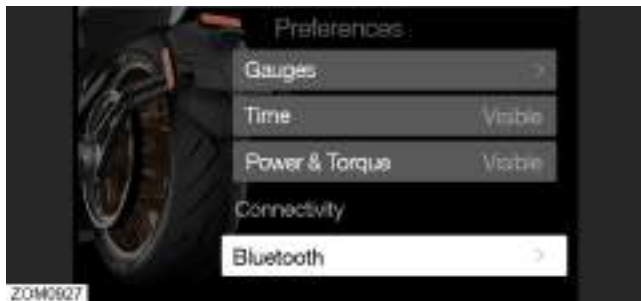 Preferences
Gauges
Time Visible
Power & Torque Visible
Connectivity
Bluetooth
ZOM0927